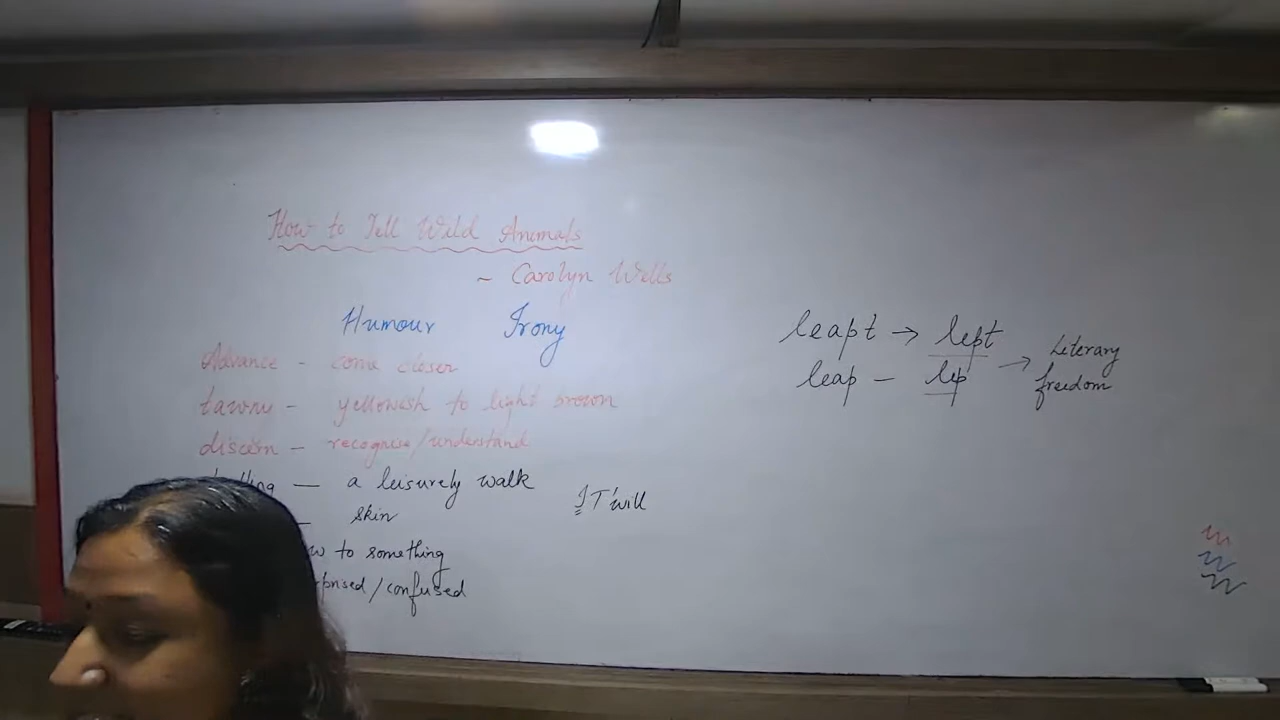 How to Tell Wild Animals
~ Carolyn Wells
Humour Irony
Advance - come closer
tawny - yellowish to light brown
discern - recognise/understand
— a leisurely walk
— skin
to something
/confused
IT'will
leapt → lept
leap — lep → Literary freedom